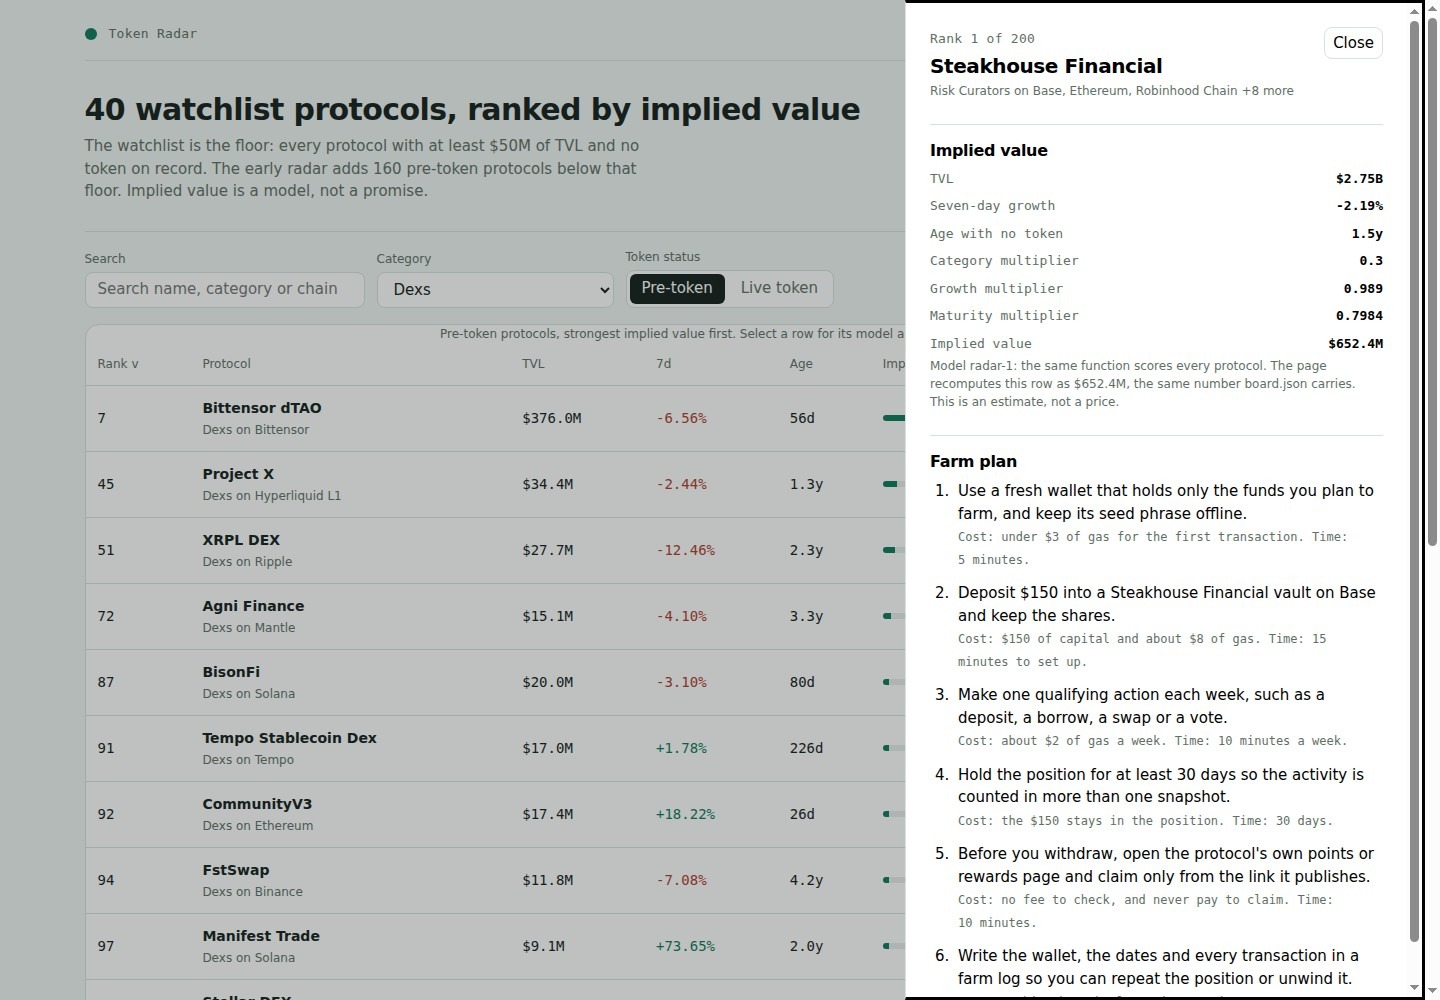 Token Radar
40 watchlist protocols, ranked by implied value
The watchlist is the floor: every protocol with at least $50M of TVL and no
token on record. The early radar adds 160 pre-token protocols below that
floor. Implied value is a model, not a promise.
Search
Category
Token status
Search name, category or chain
Dexs
Pre-token
Live token
Pre-token protocols, strongest implied value first. Select a row for its model a
Rank v Protocol TVL 7d Age Imp
7 Bittensor dTAO $376.0M -6.56% 56d
Dexs on Bittensor
45 Project X $34.4M -2.44% 1.3y
Dexs on Hyperliquid L1
51 XRPL DEX $27.7M -12.46% 2.3y
Dexs on Ripple
72 Agni Finance $15.1M -4.10% 3.3y
Dexs on Mantle
87 BisonFi $20.0M -3.10% 80d
Dexs on Solana
91 Tempo Stablecoin Dex $17.0M +1.78% 226d
Dexs on Tempo
92 CommunityV3 $17.4M +18.22% 26d
Dexs on Ethereum
94 FstSwap $11.8M -7.08% 4.2y
Dexs on Binance
97 Manifest Trade $9.1M +73.65% 2.0y
Dexs on Solana
Rank 1 of 200
Close
Steakhouse Financial
Risk Curators on Base, Ethereum, Robinhood Chain +8 more
Implied value
TVL $2.75B
Seven-day growth -2.19%
Age with no token 1.5y
Category multiplier 0.3
Growth multiplier 0.989
Maturity multiplier 0.7984
Implied value $652.4M
Model radar-1: the same function scores every protocol. The page
recomputes this row as $652.4M, the same number board.json carries.
This is an estimate, not a price.
Farm plan
1. Use a fresh wallet that holds only the funds you plan to
farm, and keep its seed phrase offline.
Cost: under $3 of gas for the first transaction. Time:
5 minutes.
2. Deposit $150 into a Steakhouse Financial vault on Base
and keep the shares.
Cost: $150 of capital and about $8 of gas. Time: 15
minutes to set up.
3. Make one qualifying action each week, such as a
deposit, a borrow, a swap or a vote.
Cost: about $2 of gas a week. Time: 10 minutes a week.
4. Hold the position for at least 30 days so the activity is
counted in more than one snapshot.
Cost: the $150 stays in the position. Time: 30 days.
5. Before you withdraw, open the protocol's own points or
rewards page and claim only from the link it publishes.
Cost: no fee to check, and never pay to claim. Time:
10 minutes.
6. Write the wallet, the dates and every transaction in a
farm log so you can repeat the position or unwind it.